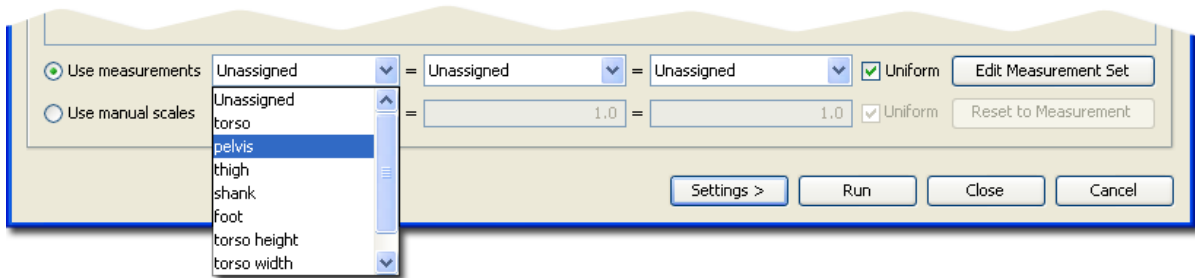 Use measurements Unassigned = Unassigned = Unassigned Uniform Edit Measurement Set
Unassigned
torso
Use manual scales = 1.0 = 1.0 Uniform Reset to Measurement
pelvis
thigh
shank
foot
torso height
torso width
Settings > Run Close Cancel